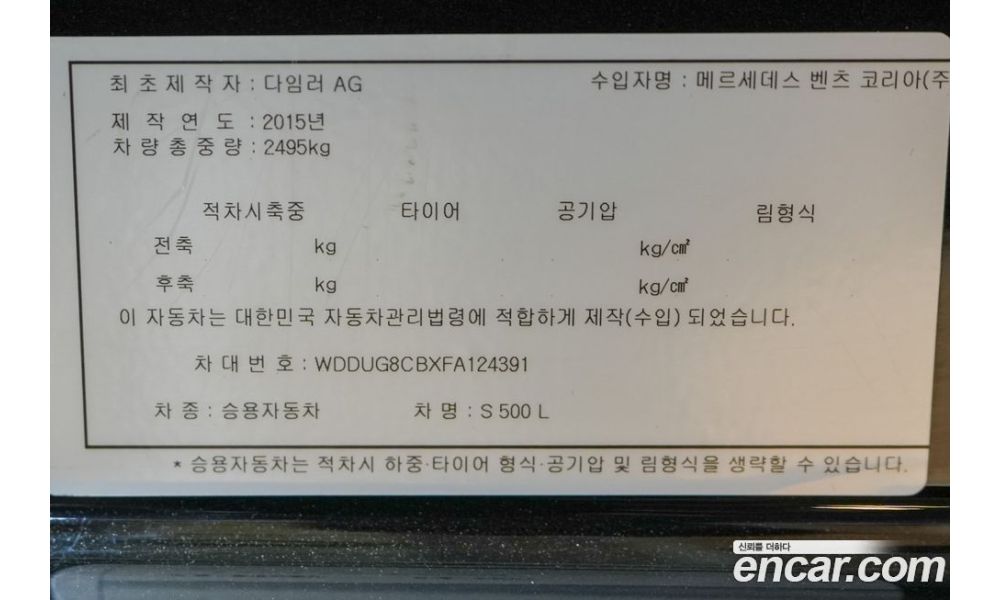 최초제작자 : 다임러 AG 수입자명 : 메르세데스 벤츠 코리아(주
제 작 연 도 : 2015년
차 량 총 중 량 : 2495kg
적차시축중 타이어 공기압 림형식
전축 kg kg/㎠
후축 kg kg/㎠
이 자동차는 대한민국 자동차관리법령에 적합하게 제작(수입) 되었습니다.
차 대 번 호 : WDDUG8CBXFA124391
차 종 : 승용자동차 차 명 : S 500 L
* 승용자동차는 적차시 하중·타이어 형식·공기압 및 림형식을 생략할 수 있습니다.
신뢰를 더하다
encar.com